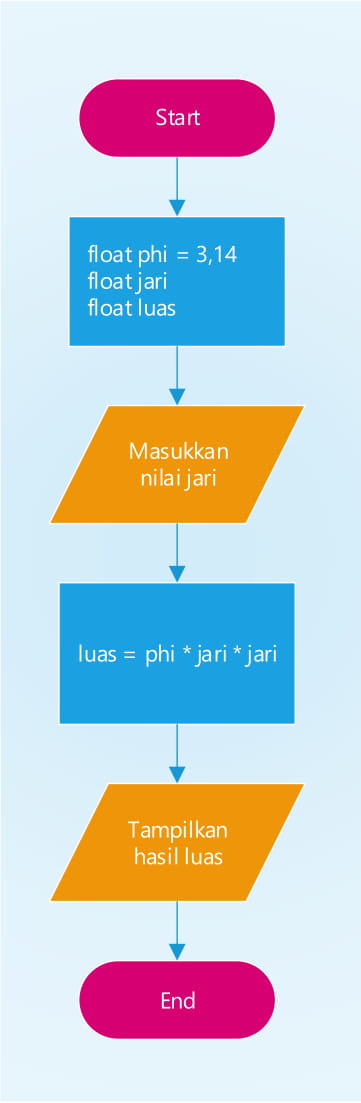 Start
float phi = 3,14
float jari
float luas
Masukkan
nilai jari
luas = phi * jari * jari
Tampilkan
hasil luas
End